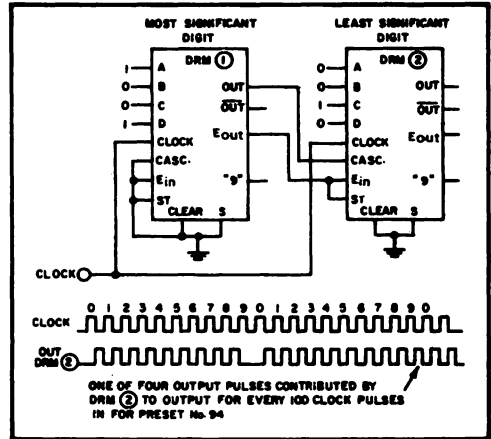 MOST SIGNIFICANT
DIGIT
LEAST SIGNIFICANT
DIGIT
DRM ①
1 A
0 B
0 C
1 D
CLOCK
CASC.
Ein
ST
CLEAR S
OUT
OUT
Eout
"9"
DRM ②
0 A
0 B
1 C
0 D
CLOCK
CASC.
Ein
ST
CLEAR S
OUT
OUT
Eout
"9"
CLOCK
0 1 2 3 4 5 6 7 8 9 0 1 2 3 4 5 6 7 8 9 0
CLOCK
OUT
DRM ②
ONE OF FOUR OUTPUT PULSES CONTRIBUTED BY
DRM ② TO OUTPUT FOR EVERY 100 CLOCK PULSES
IN FOR PRESET No. 94